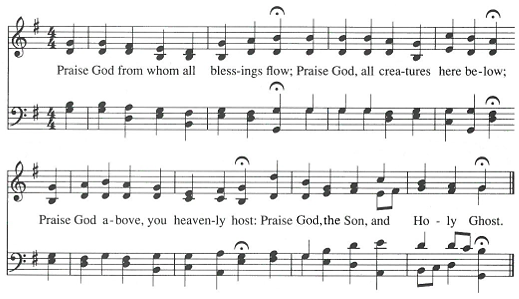 Praise God from whom all bless-ings flow; Praise God, all crea-tures here be-low;
Praise God a-bove, you heaven-ly host: Praise God, the Son, and Ho - ly Ghost.